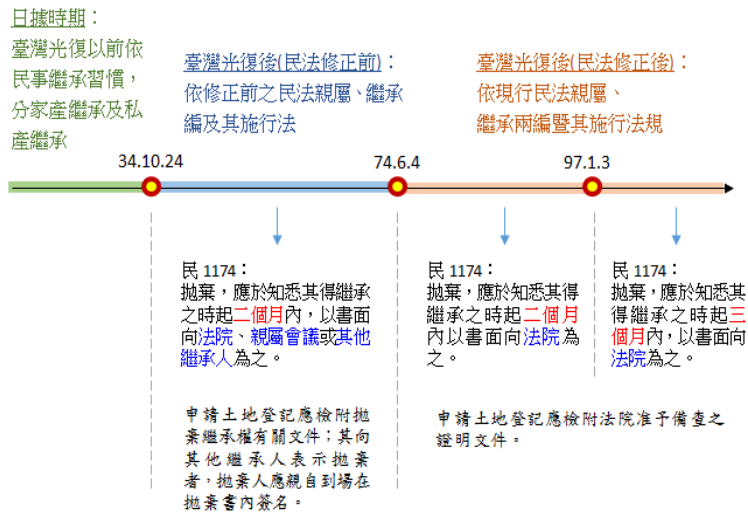 日據時期：
臺灣光復以前依
民事繼承習慣，
分家產繼承及私
產繼承
臺灣光復後(民法修正前)：
依修正前之民法親屬、繼承
編及其施行法
臺灣光復後(民法修正後)：
依現行民法親屬、
繼承兩編暨其施行法規
34.10.24
74.6.4
97.1.3
民 1174：
拋棄，應於知悉其得繼承
之時起二個月內，以書面
向法院、親屬會議或其他
繼承人為之。
民 1174：
拋棄，應於知悉其得
繼承之時起二個月
內以書面向法院為
之。
民 1174：
拋棄，應於知悉其
得繼承之時起三
個月內，以書面向
法院為之。
申請土地登記應檢附拋
棄繼承權有關文件；其向
其他繼承人表示拋棄
者，拋棄人應親自到場在
拋棄書內簽名。
申請土地登記應檢附法院准予備查之
證明文件。